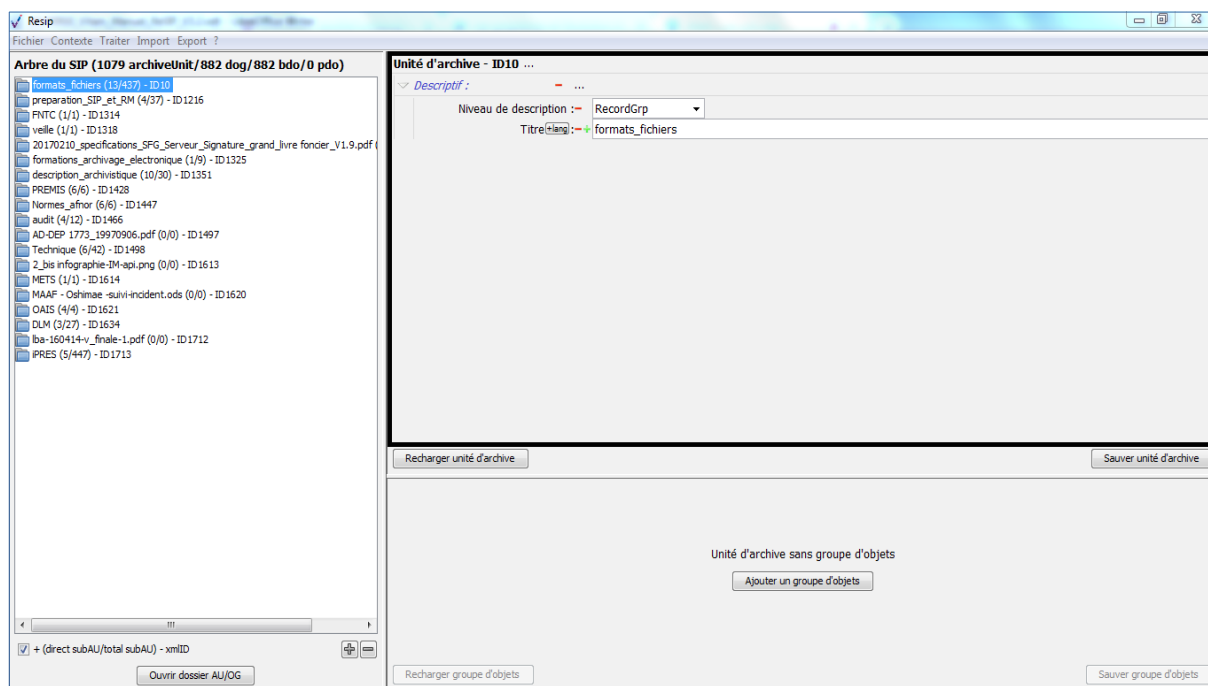 Resip
Fichier Contexte Traiter Import Export ?
Arbre du SIP (1079 archiveUnit/882 dog/882 bdo/0 pdo)
formats_fichiers (13/437) - ID10
preparation_SIP_et_RM (4/37) - ID1216
FNTC (1/1) - ID1314
veille (1/1) - ID1318
20170210_specifications_SFG_Serveur_Signature_grand_livre foncier_V1.9.pdf (
formations_archivage_electronique (1/9) - ID1325
description_archivistique (10/30) - ID1351
PREMIS (6/6) - ID1428
Normes_afnor (6/6) - ID1447
audit (4/12) - ID1466
AD-DEP 1773_19970906.pdf (0/0) - ID1497
Technique (6/42) - ID1498
2_bis infographie-IM-api.png (0/0) - ID1613
METS (1/1) - ID1614
MAAF - Oshimae -suivi-incident.ods (0/0) - ID1620
OAIS (4/4) - ID1621
DLM (3/27) - ID1634
lba-160414-v_finale-1.pdf (0/0) - ID1712
iPRES (5/447) - ID1713
+ (direct subAU/total subAU) - xmlID
Ouvrir dossier AU/OG
Unité d'archive - ID10 ...
Descriptif : - ...
Niveau de description :- RecordGrp
Titre +lang :-+ formats_fichiers
Recharger unité d'archive
Sauver unité d'archive
Unité d'archive sans groupe d'objets
Ajouter un groupe d'objets
Recharger groupe d'objets
Sauver groupe d'objets